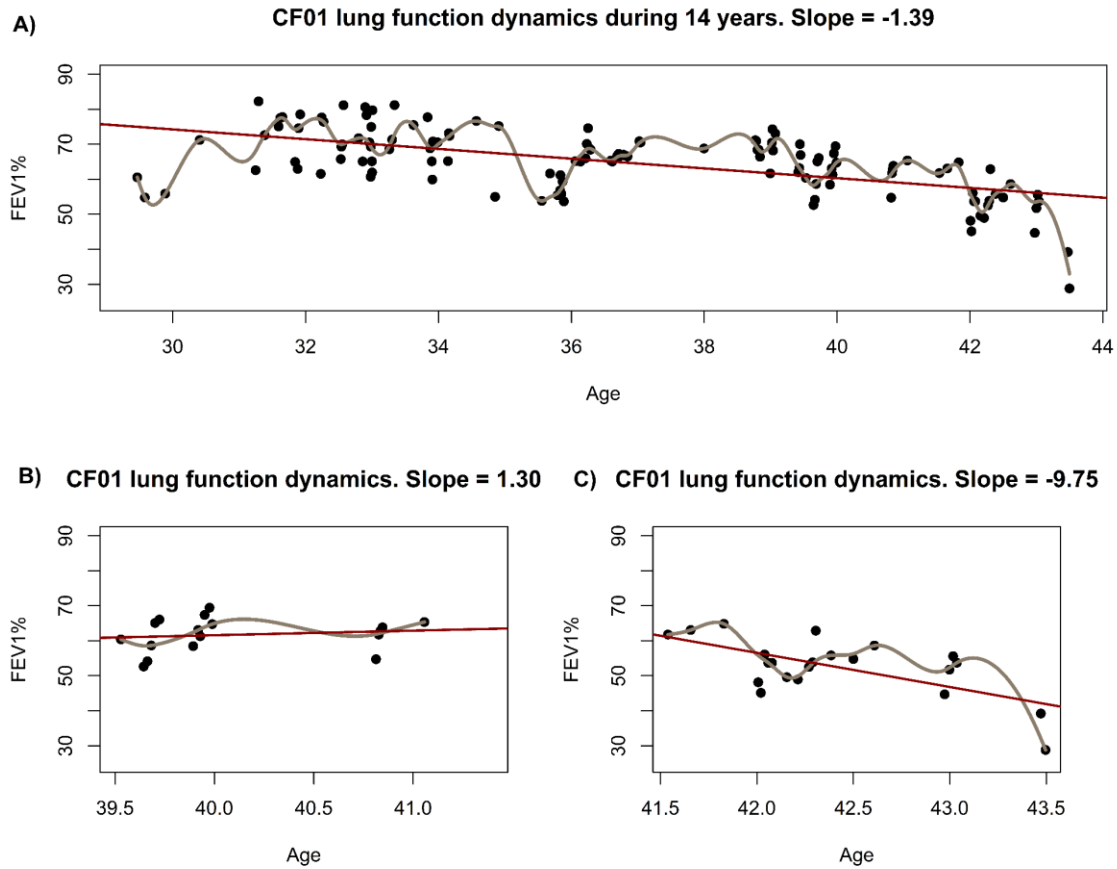 A) CF01 lung function dynamics during 14 years. Slope = -1.39
90
70
50
30
FEV1%
30 32 34 36 38 40 42 44
Age
B) CF01 lung function dynamics. Slope = 1.30
90
70
50
30
FEV1%
39.5 40.0 40.5 41.0
Age
C) CF01 lung function dynamics. Slope = -9.75
90
70
50
30
FEV1%
41.5 42.0 42.5 43.0 43.5
Age